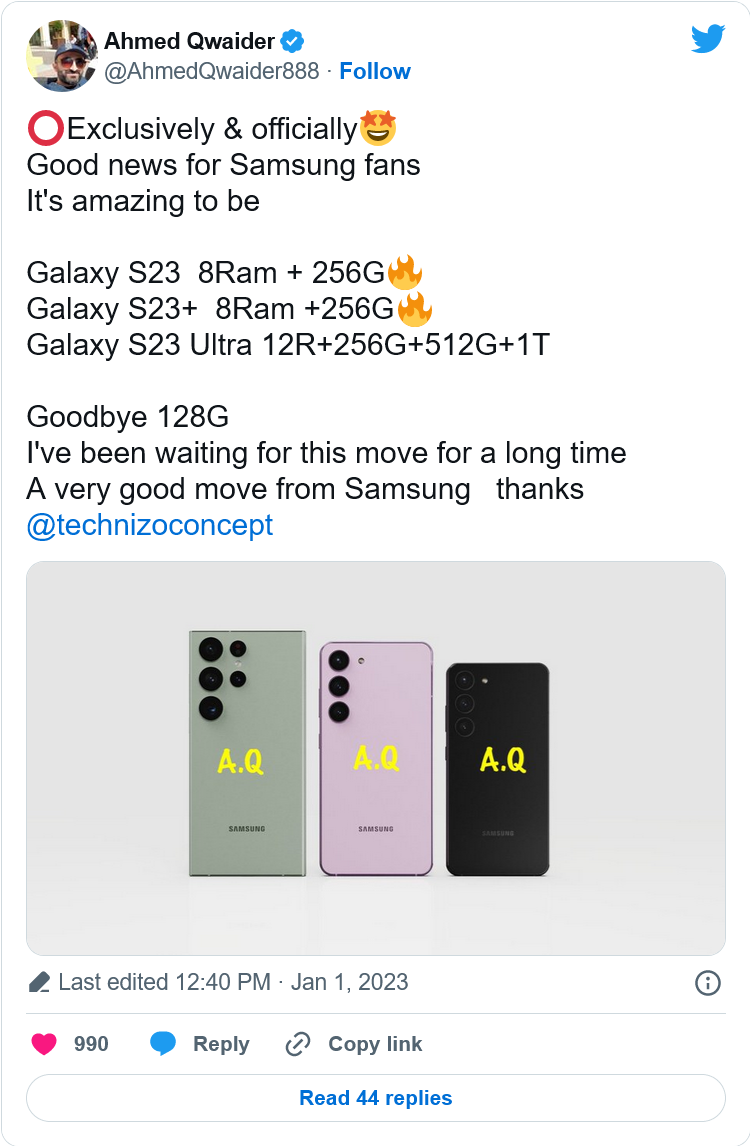 Ahmed Qwaider
@AhmedQwaider888 · Follow
⭕Exclusively & officially🤩
Good news for Samsung fans
It's amazing to be
Galaxy S23  8Ram + 256G🔥
Galaxy S23+  8Ram +256G🔥
Galaxy S23 Ultra 12R+256G+512G+1T
Goodbye 128G
I've been waiting for this move for a long time
A very good move from Samsung   thanks
@technizoconcept
A.Q A.Q A.Q
SAMSUNG SAMSUNG SAMSUNG
Last edited 12:40 PM · Jan 1, 2023
990 Reply Copy link
Read 44 replies